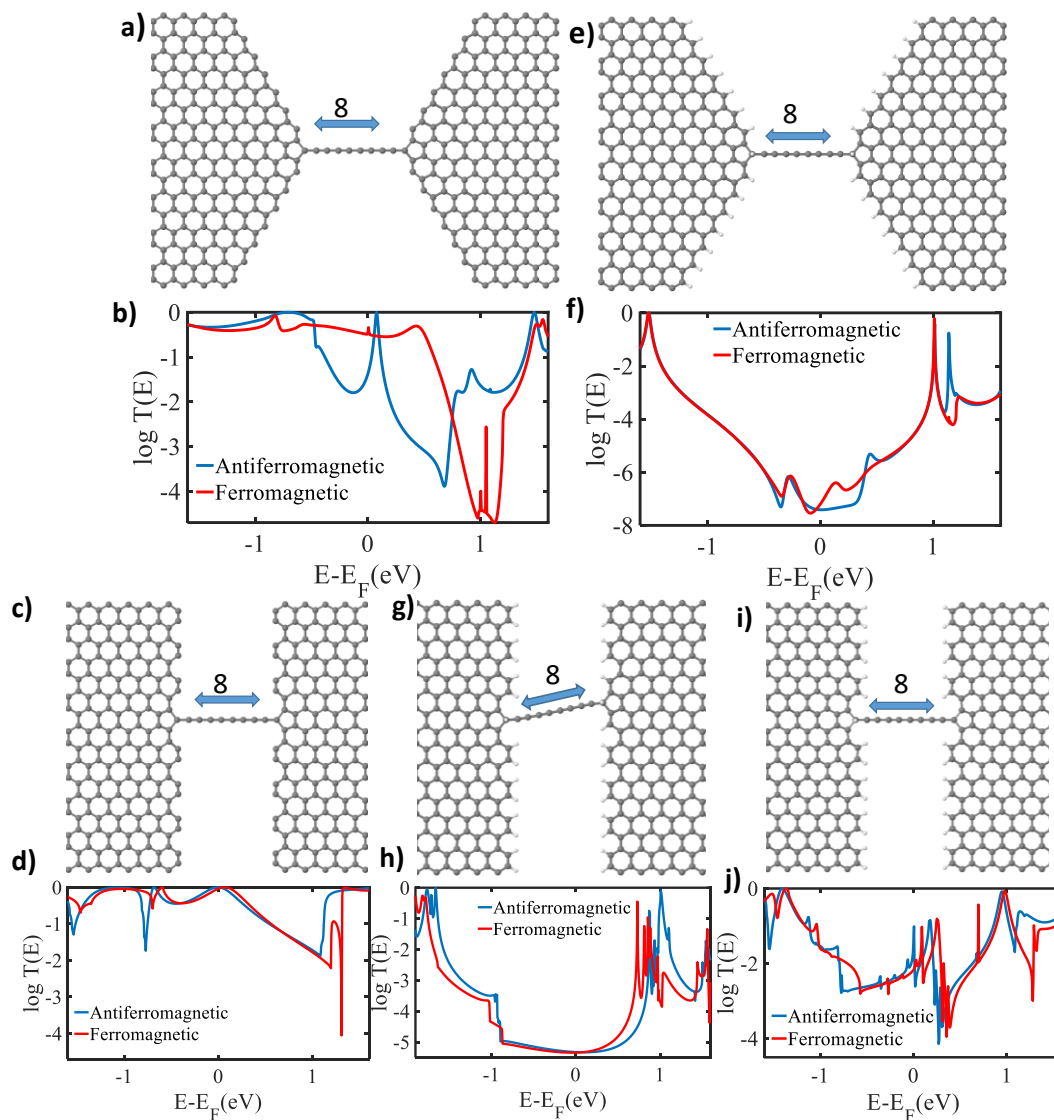 a)
8
e)
8
b)
0
-1
-2
-3
-4
log T(E)
Antiferromagnetic
Ferromagnetic
-1 0 1
E-E_F(eV)
f)
0
-2
-4
-6
-8
log T(E)
Antiferromagnetic
Ferromagnetic
-1 0 1
E-E_F(eV)
c)
8
g)
8
i)
8
d)
0
-1
-2
-3
-4
log T(E)
Antiferromagnetic
Ferromagnetic
-1 0 1
E-E_F(eV)
h)
0
-1
-2
-3
-4
-5
log T(E)
Antiferromagnetic
Ferromagnetic
-1 0 1
E-E_F(eV)
j)
0
-2
-4
log T(E)
Antiferromagnetic
Ferromagnetic
-1 0 1
E-E_F(eV)